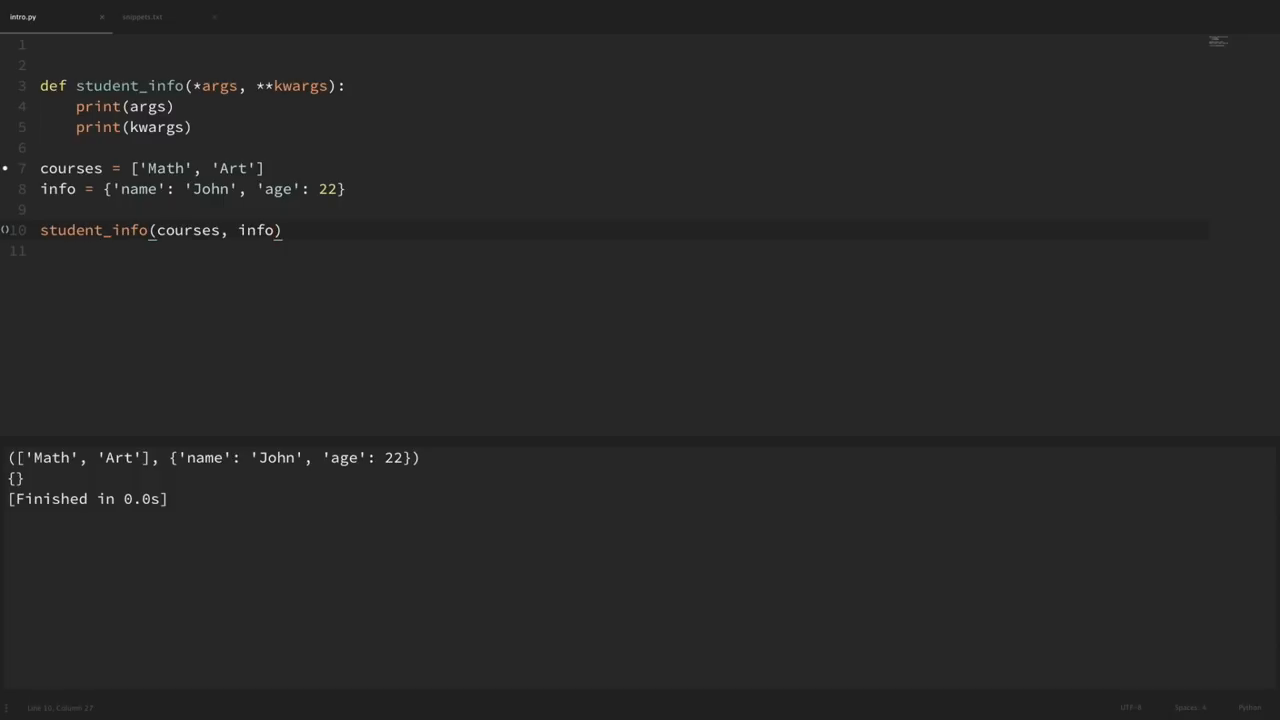 intro.py
snippets.txt
1
2
3 def student_info(*args, **kwargs):
4     print(args)
5     print(kwargs)
6
7 courses = ['Math', 'Art']
8 info = {'name': 'John', 'age': 22}
9
10 student_info(courses, info)
11
(['Math', 'Art'], {'name': 'John', 'age': 22})
{}
[Finished in 0.0s]
Line 10, Column 27
UTF-8
Spaces: 4
Python